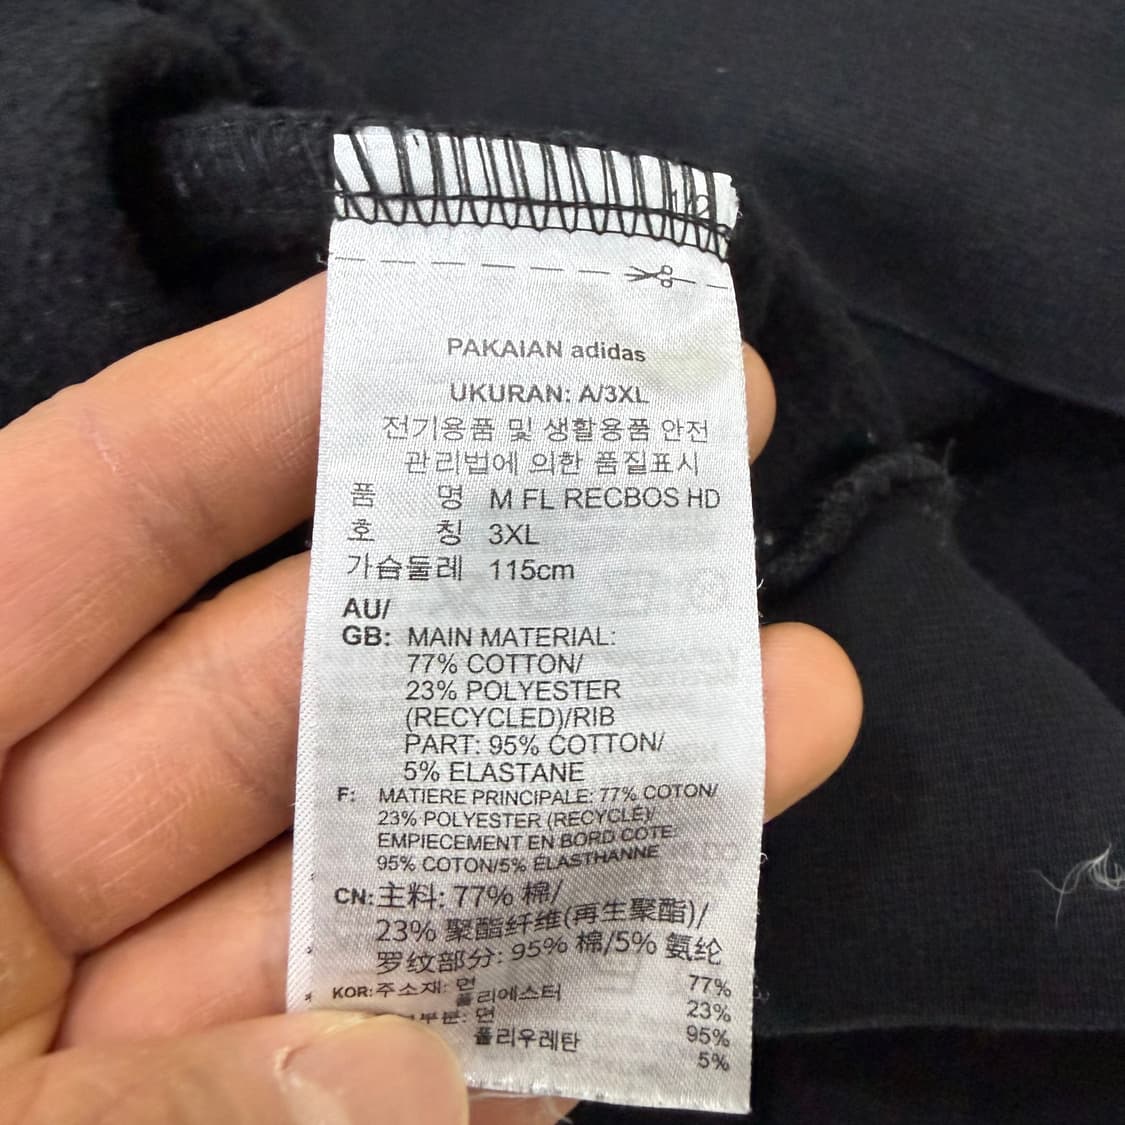 PAKAIAN adidas
UKURAN: A/3XL
전기용품 및 생활용품 안전
관리법에 의한 품질표시
품 명 M FL RECBOS HD
호 칭 3XL
가슴둘레 115cm
AU/
GB: MAIN MATERIAL:
77% COTTON/
23% POLYESTER
(RECYCLED)/RIB
PART: 95% COTTON/
5% ELASTANE
F: MATIERE PRINCIPALE: 77% COTON/
23% POLYESTER (RECYCLE)/
EMPIECEMENT EN BORD COTE:
95% COTON/5% ELASTHANNE
CN: 主料: 77% 棉/
23% 聚酯纤维(再生聚酯)/
罗纹部分: 95% 棉/5% 氨纶
KOR: 주소재: 면 77%
폴리에스터 23%
면 95%
폴리우레탄 5%